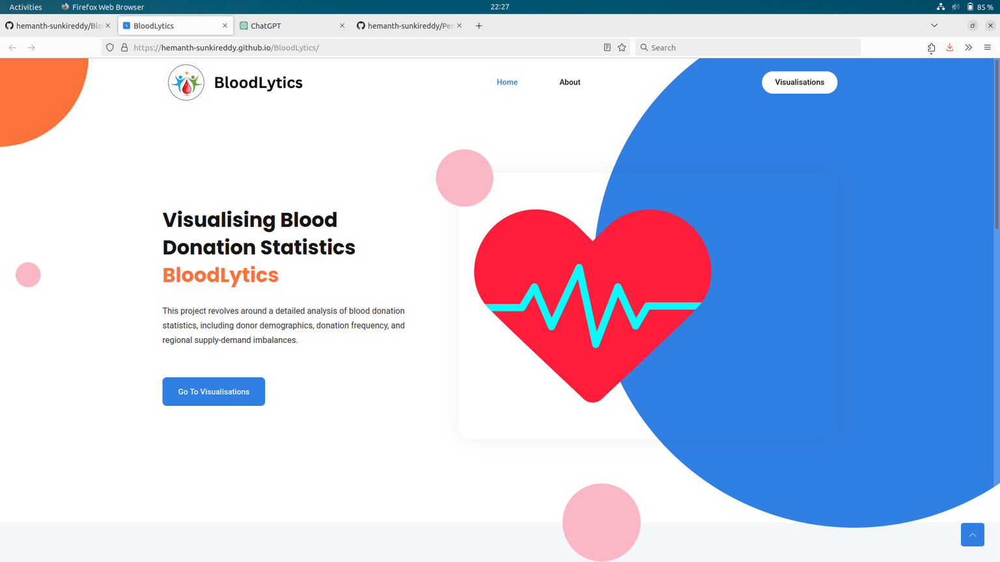 Activities
Firefox Web Browser
22:27
85 %
hemanth-sunkireddy/Blo
BloodLytics
ChatGPT
hemanth-sunkireddy/Pen
https://hemanth-sunkireddy.github.io/BloodLytics/
Search
BloodLytics
Home
About
Visualisations
Visualising Blood
Donation Statistics
BloodLytics
This project revolves around a detailed analysis of blood donation
statistics, including donor demographics, donation frequency, and
regional supply-demand imbalances.
Go To Visualisations